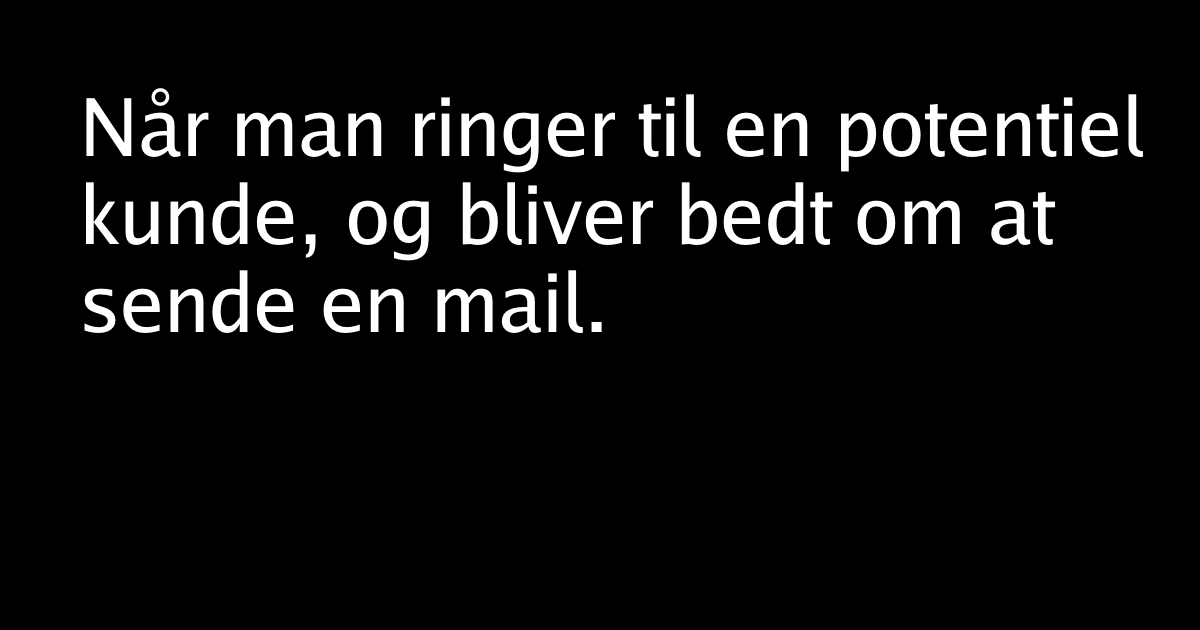 Når man ringer til en potentiel
kunde, og bliver bedt om at
sende en mail.